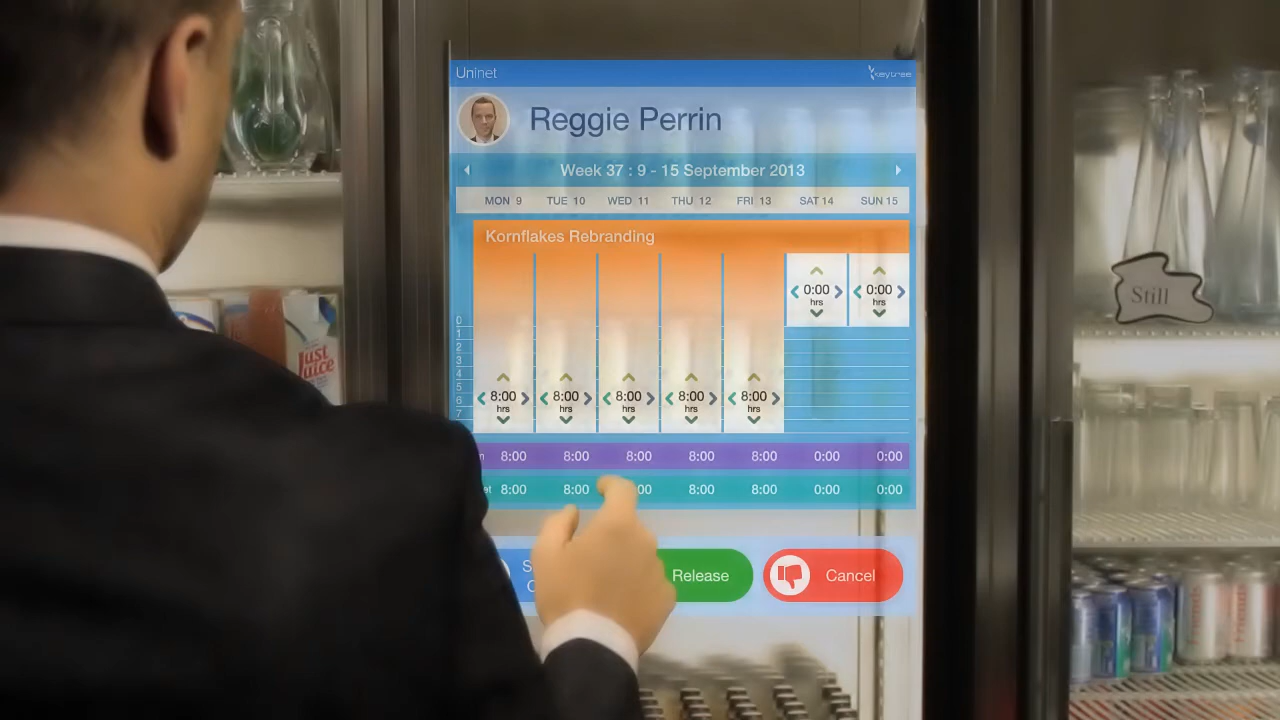 Uninet
keytree
Reggie Perrin
Week 37 : 9 - 15 September 2013
MON 9 TUE 10 WED 11 THU 12 FRI 13 SAT 14 SUN 15
Kornflakes Rebranding
0:00 0:00
hrs hrs
0
1
2
3
4
5
6
7
8:00 8:00 8:00 8:00 8:00
hrs hrs hrs hrs hrs
8:00 8:00 8:00 8:00 8:00 0:00 0:00
8:00 8:00 :00 8:00 8:00 0:00 0:00
Release
Cancel
Just
Juice
Still